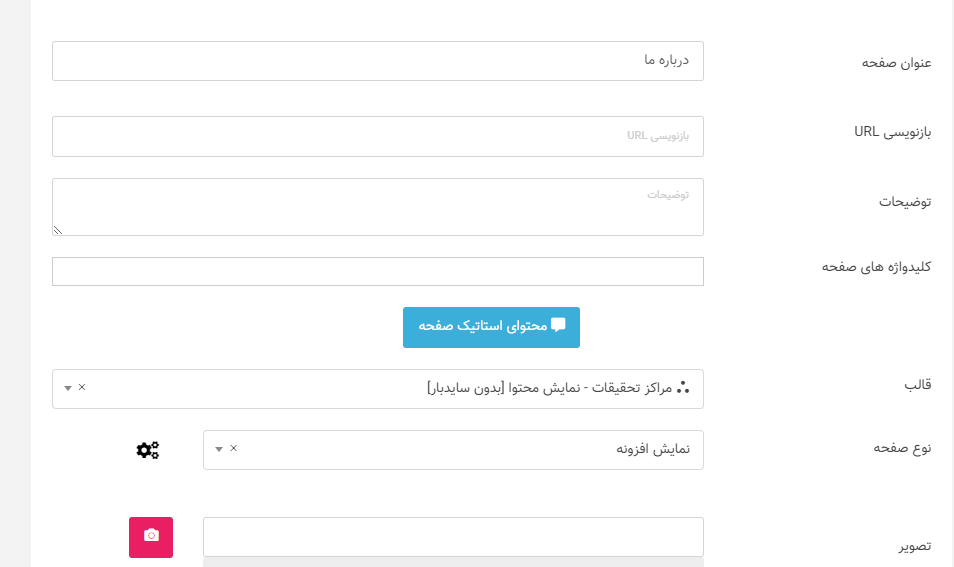 عنوان صفحه
درباره ما
بازنویسی URL
بازنویسی URL
توضیحات
توضیحات
کلیدواژه های صفحه
محتوای استاتیک صفحه
قالب
مراکز تحقیقات - نمایش محتوا [بدون سایدبار] ×
نوع صفحه
نمایش افزونه ×
تصویر